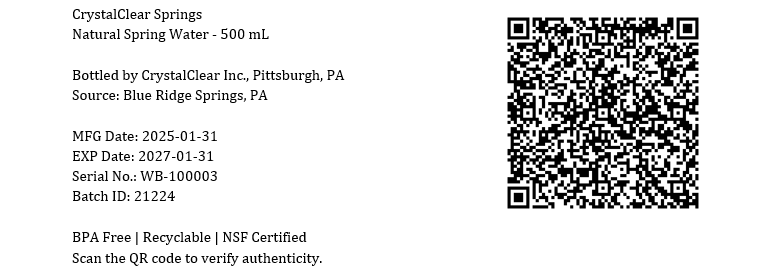 CrystalClear Springs
Natural Spring Water - 500 mL
Bottled by CrystalClear Inc., Pittsburgh, PA
Source: Blue Ridge Springs, PA
MFG Date: 2025-01-31
EXP Date: 2027-01-31
Serial No.: WB-100003
Batch ID: 21224
BPA Free | Recyclable | NSF Certified
Scan the QR code to verify authenticity.